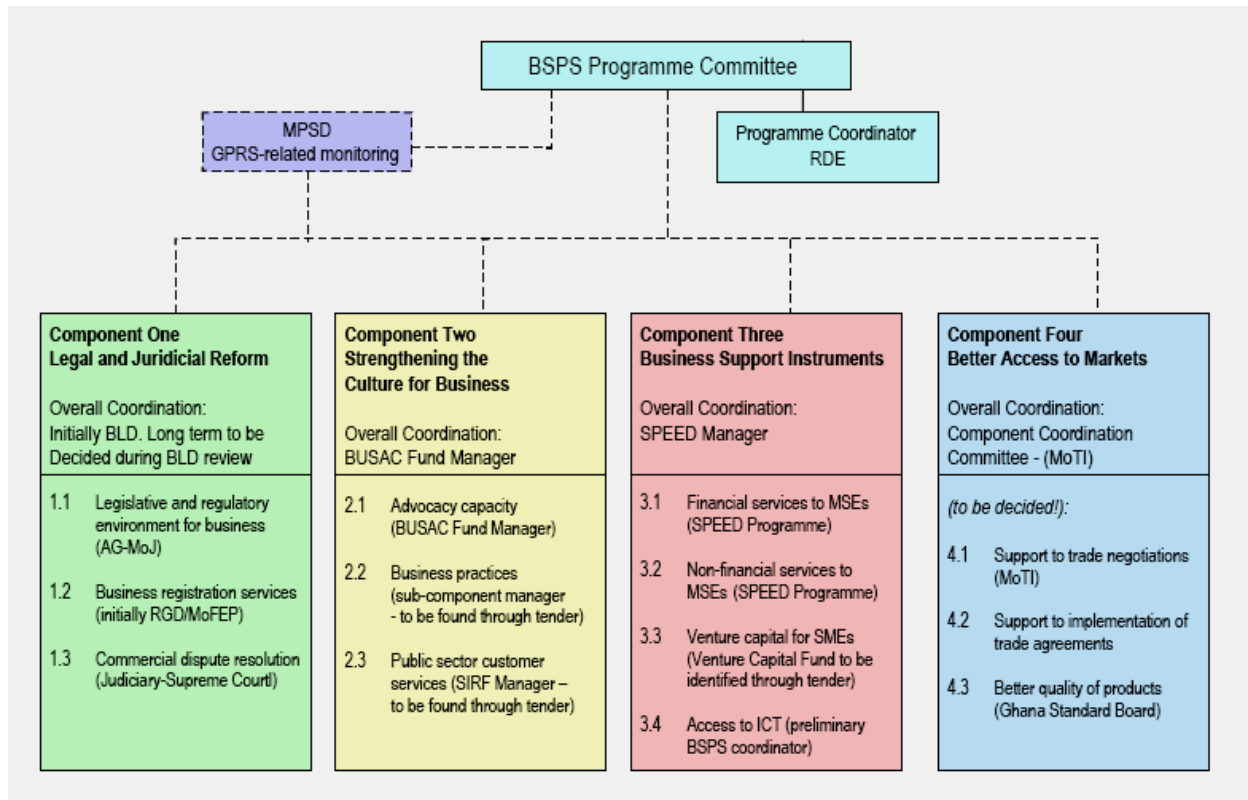 BSPS Programme Committee
MPSD
GPRS-related monitoring
Programme Coordinator
RDE
Component One
Legal and Juridicial Reform
Overall Coordination:
Initially BLD. Long term to be
Decided during BLD review
1.1 Legislative and regulatory
environment for business
(AG-MoJ)
1.2 Business registration services
(initially RGD/MoFEP)
1.3 Commercial dispute resolution
(Judiciary-Supreme Courtl)
Component Two
Strengthening the
Culture for Business
Overall Coordination:
BUSAC Fund Manager
2.1 Advocacy capacity
(BUSAC Fund Manager)
2.2 Business practices
(sub-component manager
- to be found through tender)
2.3 Public sector customer
services (SIRF Manager –
to be found through tender)
Component Three
Business Support Instruments
Overall Coordination:
SPEED Manager
3.1 Financial services to MSEs
(SPEED Programme)
3.2 Non-financial services to
MSEs (SPEED Programme)
3.3 Venture capital for SMEs
(Venture Capital Fund to be
identified through tender)
3.4 Access to ICT (preliminary
BSPS coordinator)
Component Four
Better Access to Markets
Overall Coordination:
Component Coordination
Committee - (MoTI)
(to be decided!):
4.1 Support to trade negotiations
(MoTI)
4.2 Support to implementation of
trade agreements
4.3 Better quality of products
(Ghana Standard Board)